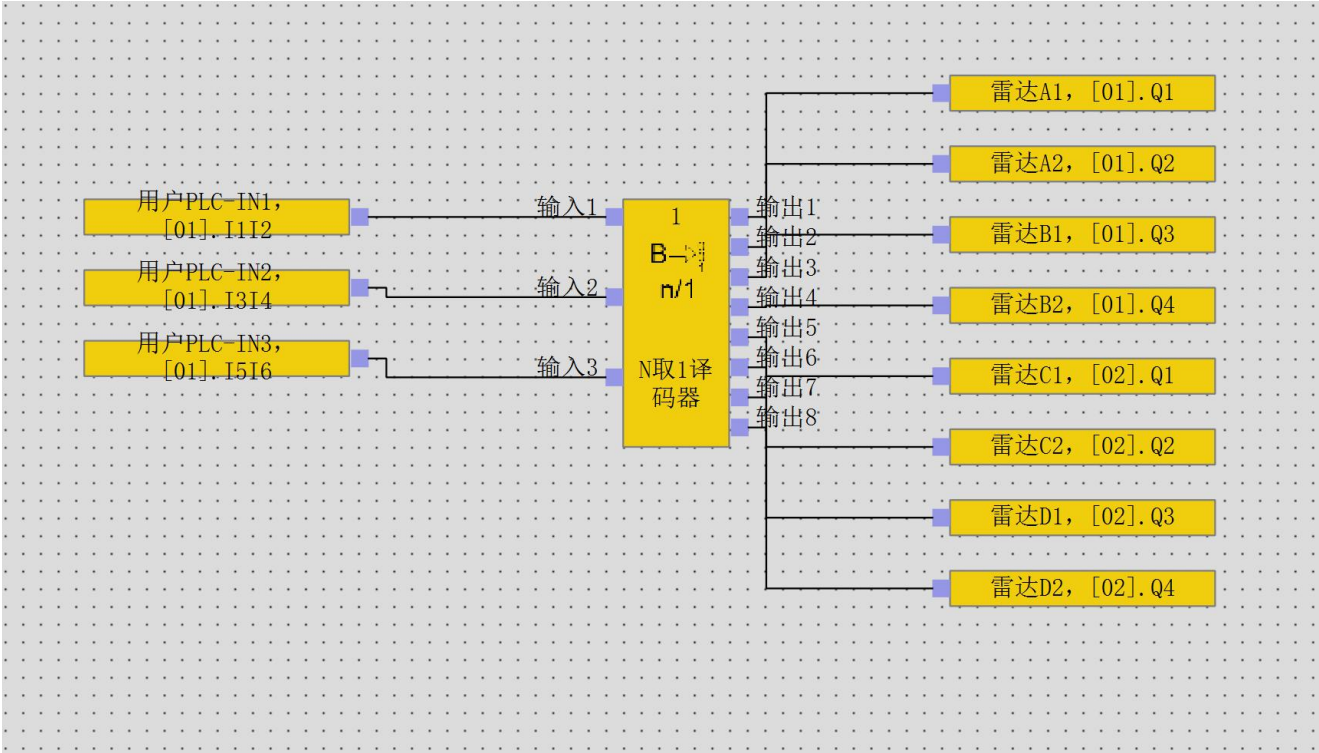 用户PLC-IN1,
[01].I1I2
用户PLC-IN2,
[01].I3I4
用户PLC-IN3,
[01].I5I6
输入1
输入2
输入3
1
B
n/1
N取1译
码器
输出1
输出2
输出3
输出4
输出5
输出6
输出7
输出8
雷达A1, [01].Q1
雷达A2, [01].Q2
雷达B1, [01].Q3
雷达B2, [01].Q4
雷达C1, [02].Q1
雷达C2, [02].Q2
雷达D1, [02].Q3
雷达D2, [02].Q4